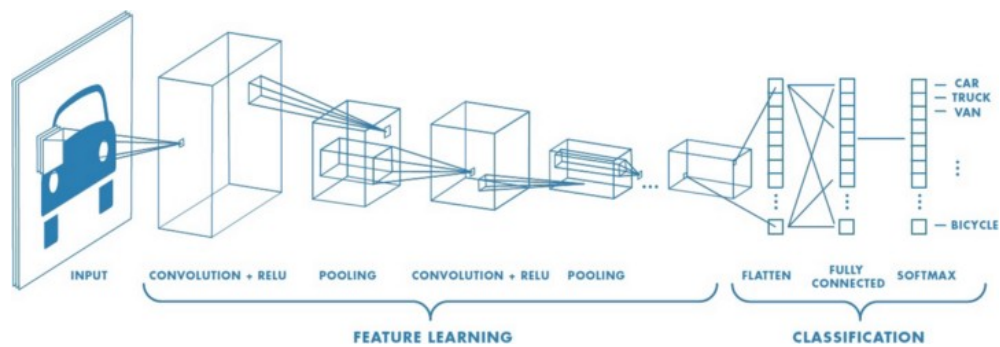 CAR
TRUCK
VAN
BICYCLE
INPUT
CONVOLUTION + RELU
POOLING
CONVOLUTION + RELU
POOLING
FLATTEN
FULLY
CONNECTED
SOFTMAX
FEATURE LEARNING
CLASSIFICATION